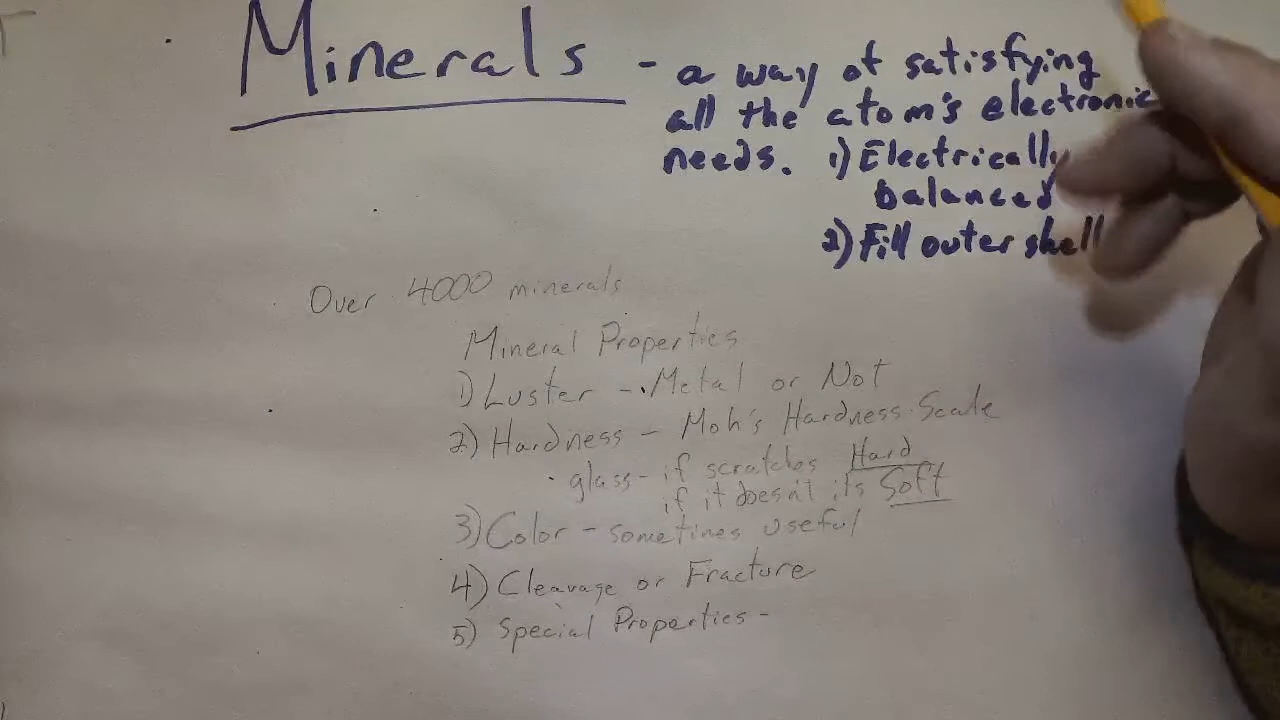 Minerals - a way of satisfying
all the atom's electronic
needs. 1) Electrically
balanced
2) Fill outer shell
Over 4000 minerals
Mineral Properties
1) Luster - · Metal or Not
2) Hardness - Moh's Hardness Scale
· glass - if scratches Hard
if it doesn't its Soft
3) Color - sometimes useful
4) Cleavage or Fracture
5) Special Properties -